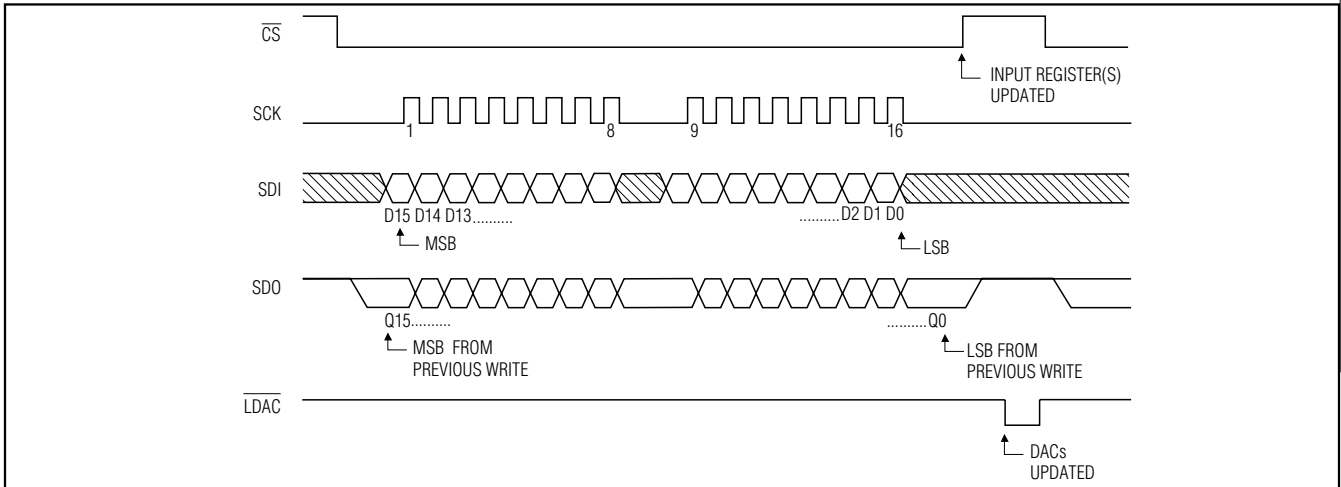 CS
INPUT REGISTER(S)
UPDATED
SCK
1
8
9
16
SDI
D15 D14 D13..........
..........D2 D1 D0
MSB
LSB
SDO
Q15..........
..........Q0
MSB FROM
PREVIOUS WRITE
LSB FROM
PREVIOUS WRITE
LDAC
DACs
UPDATED